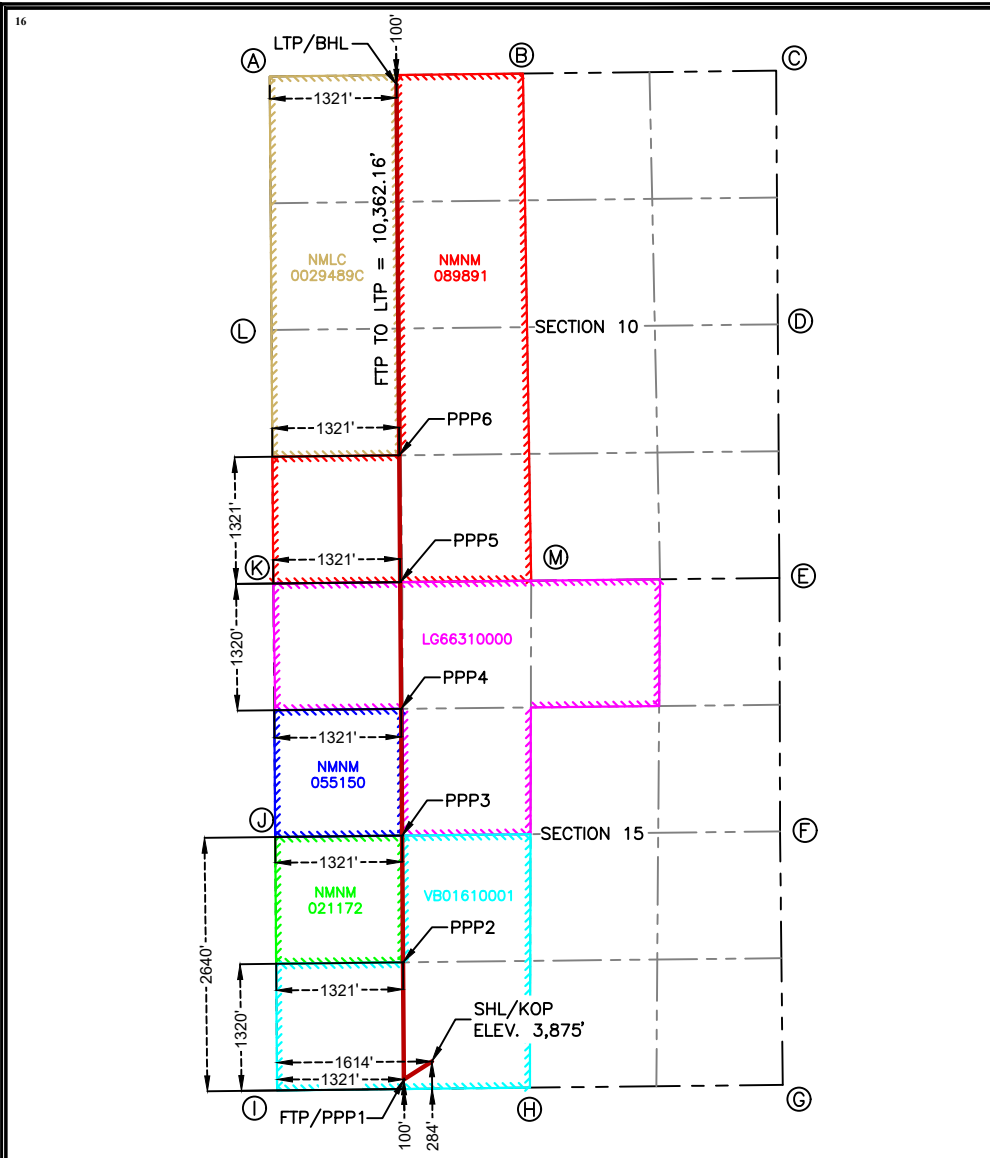 16
LTP/BHL
100'
A
B
C
1321'
FTP TO LTP = 10,362.16'
NMLC
0029489C
NMNM
089891
L
SECTION 10
D
1321'
PPP6
1321'
1321'
PPP5
K
M
E
1320'
LG66310000
PPP4
1321'
NMNM
055150
PPP3
J
SECTION 15
F
1321'
NMNM
021172
VB01610001
2640'
PPP2
1320'
1321'
SHL/KOP
ELEV. 3,875'
1614'
1321'
I
FTP/PPP1
H
G
100'
284'